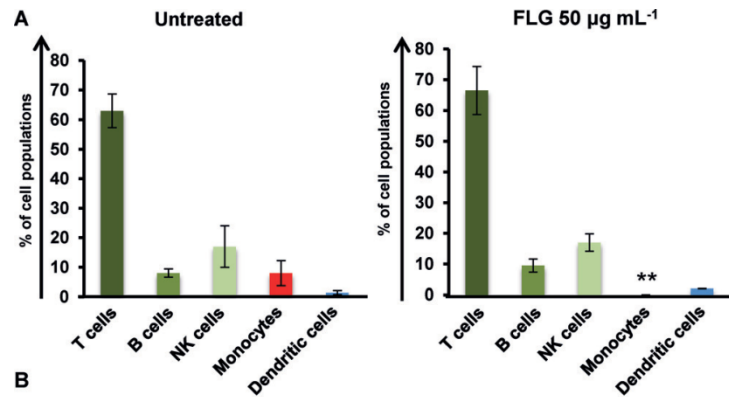 A
Untreated
% of cell populations
80
70
60
50
40
30
20
10
0
T cells
B cells
NK cells
Monocytes
Dendritic cells
FLG 50 µg mL⁻¹
% of cell populations
80
70
60
50
40
30
20
10
0
**
T cells
B cells
NK cells
Monocytes
Dendritic cells
B